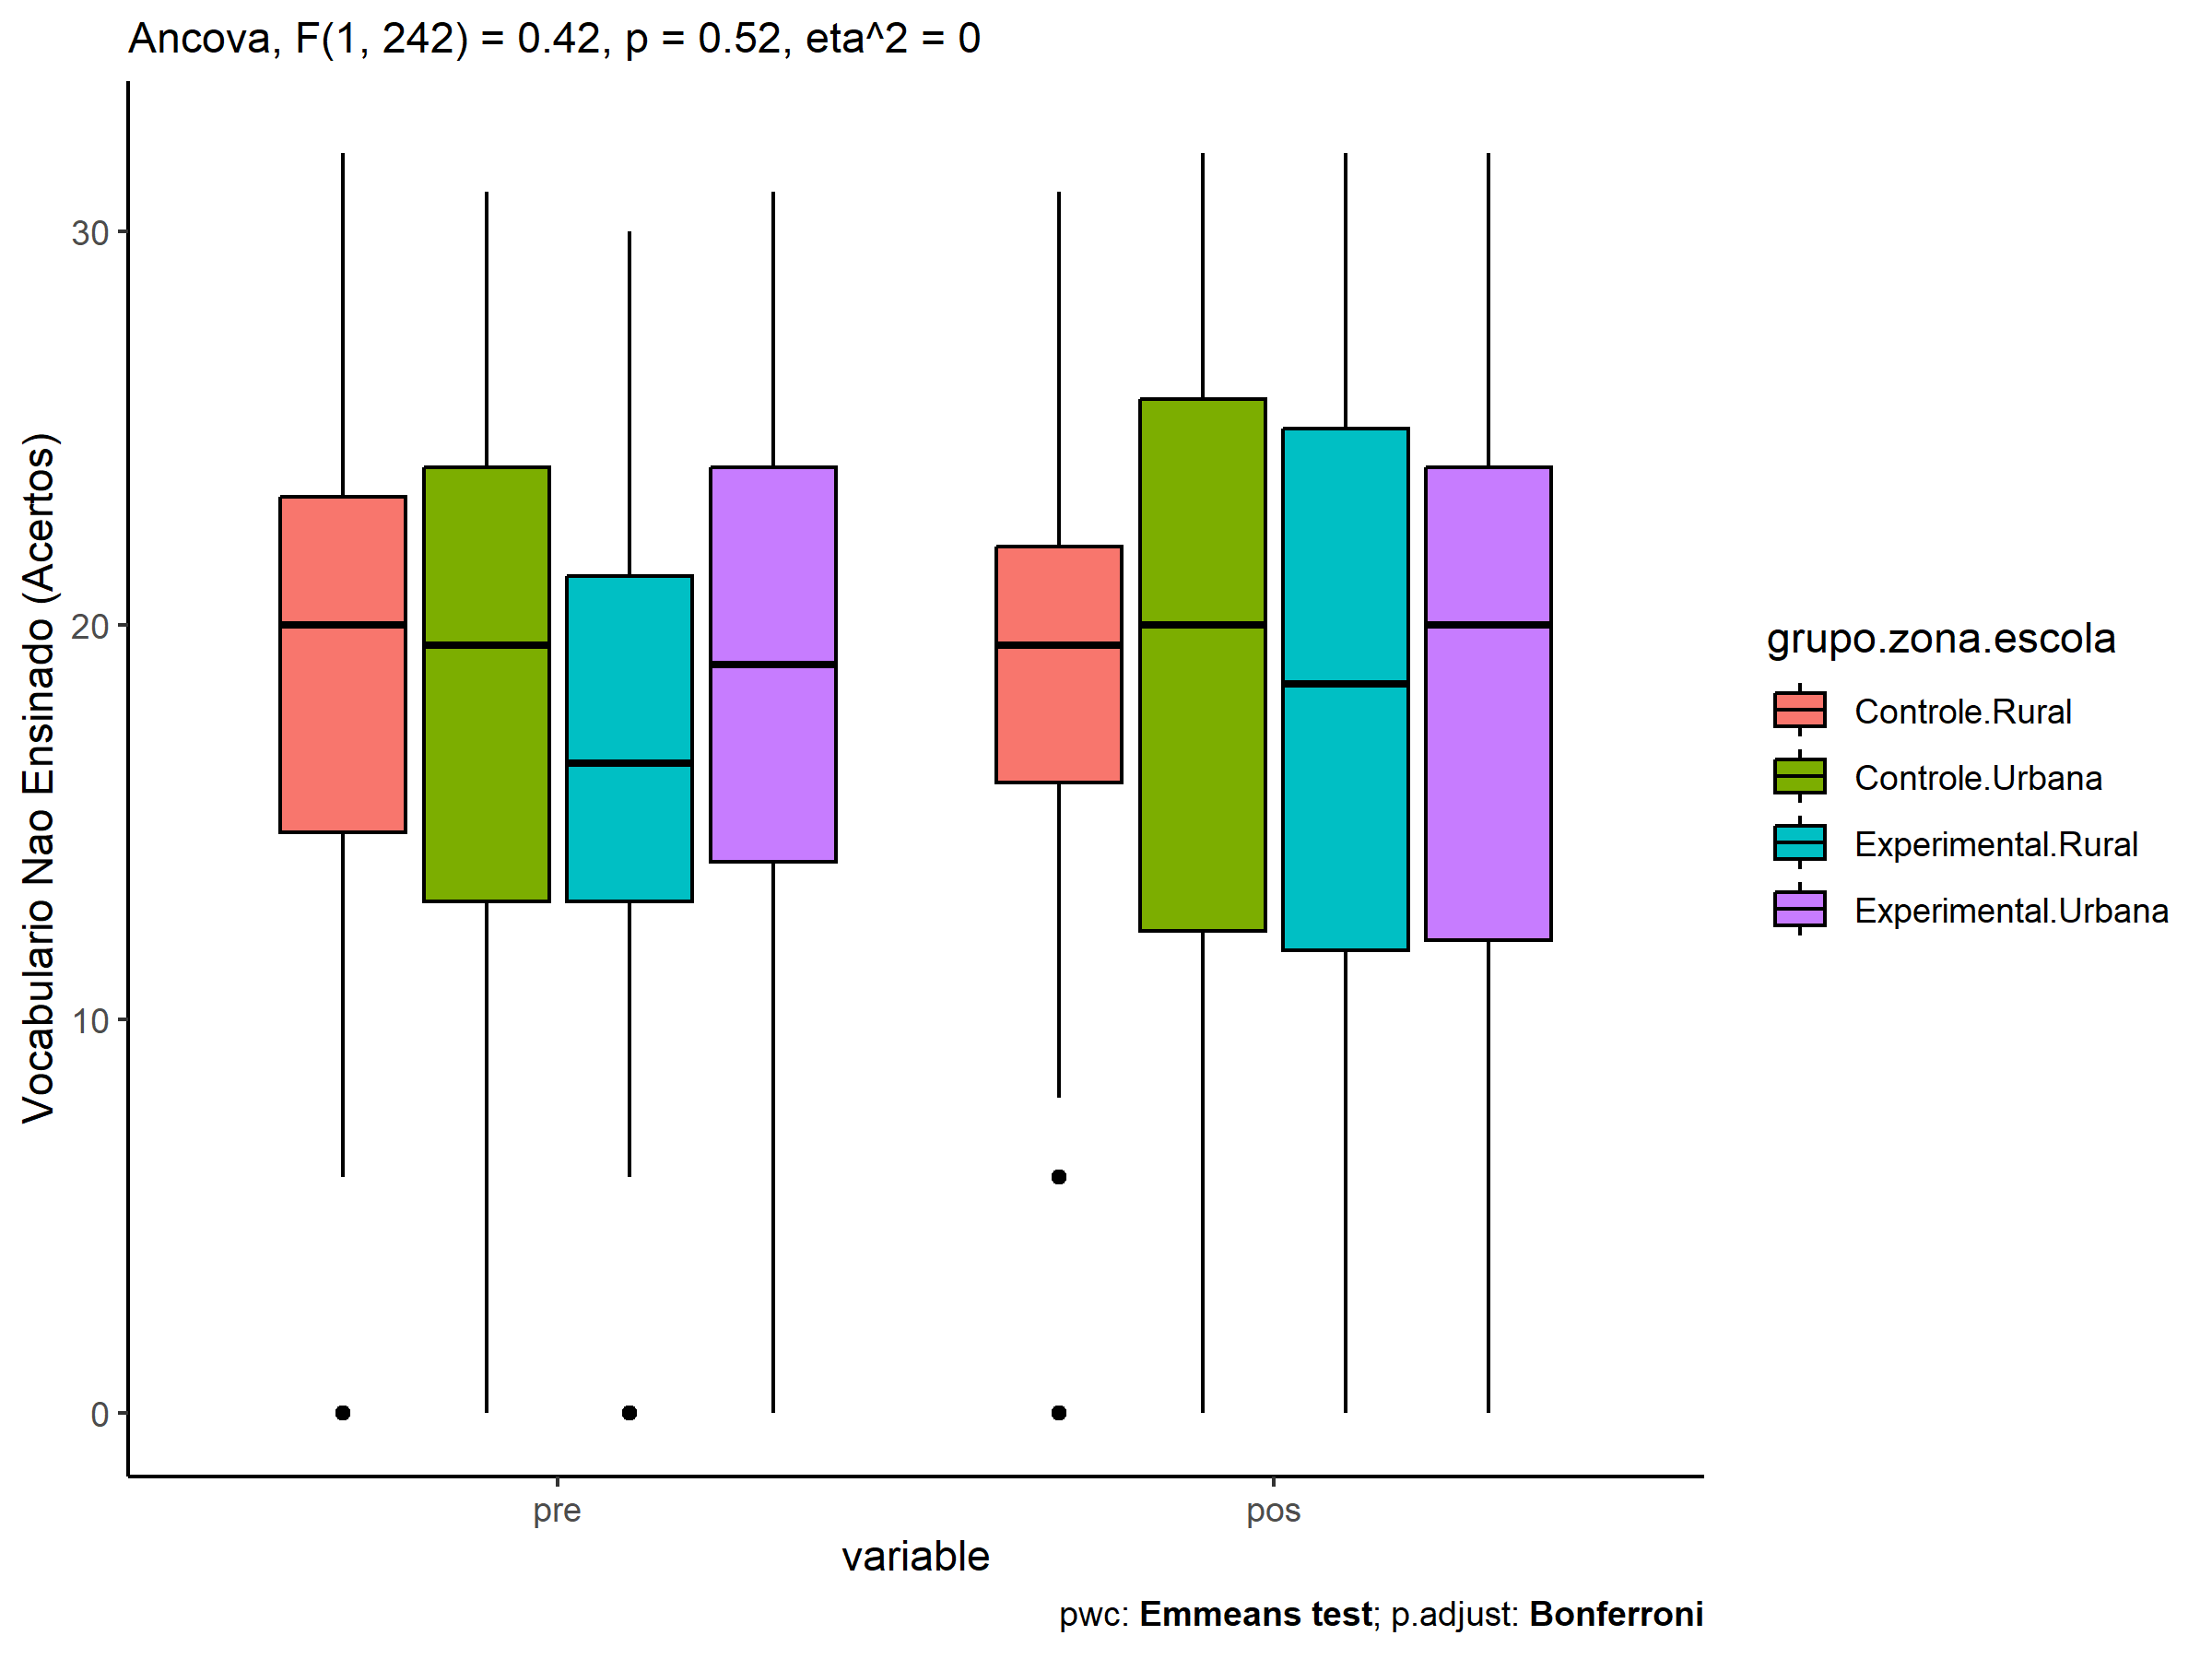 Ancova, F(1, 242) = 0.42, p = 0.52, eta^2 = 0
Vocabulario Nao Ensinado (Acertos)
30
20
10
0
pre
pos
variable
grupo.zona.escola
Controle.Rural
Controle.Urbana
Experimental.Rural
Experimental.Urbana
pwc: Emmeans test; p.adjust: Bonferroni